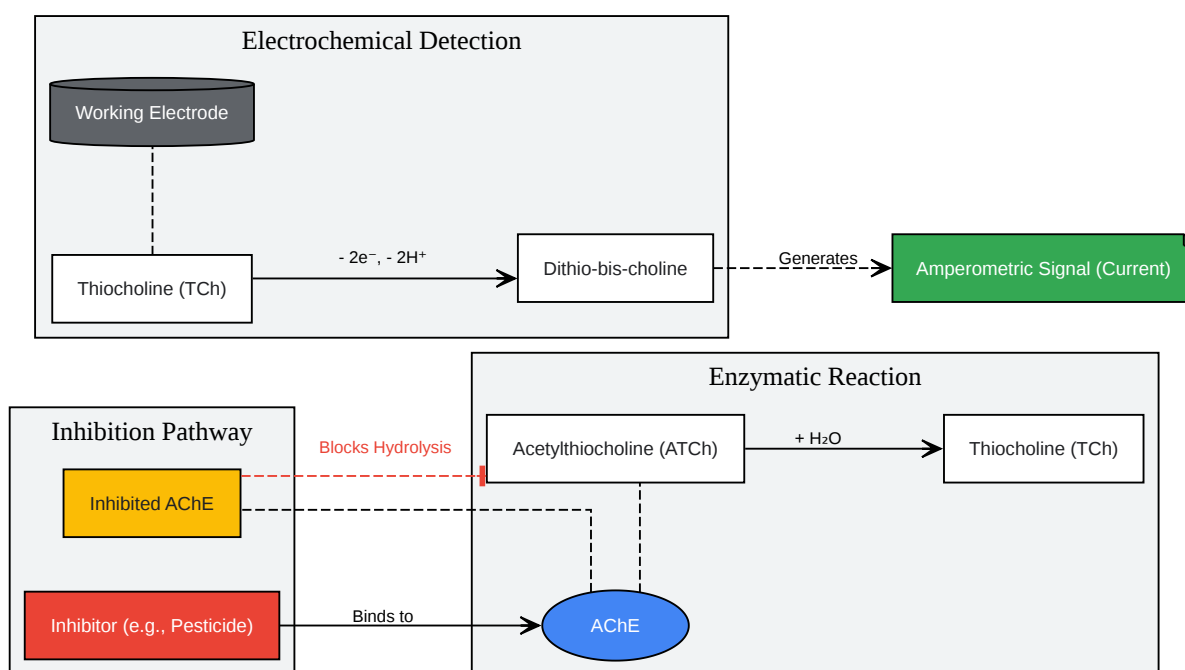 Electrochemical Detection
Working Electrode
Thiocholine (TCh)
- 2e⁻, - 2H⁺
Dithio-bis-choline
Generates
Amperometric Signal (Current)
Enzymatic Reaction
Inhibition Pathway
Blocks Hydrolysis
Acetylthiocholine (ATCh)
+ H₂O
Thiocholine (TCh)
Inhibited AChE
Inhibitor (e.g., Pesticide)
Binds to
AChE